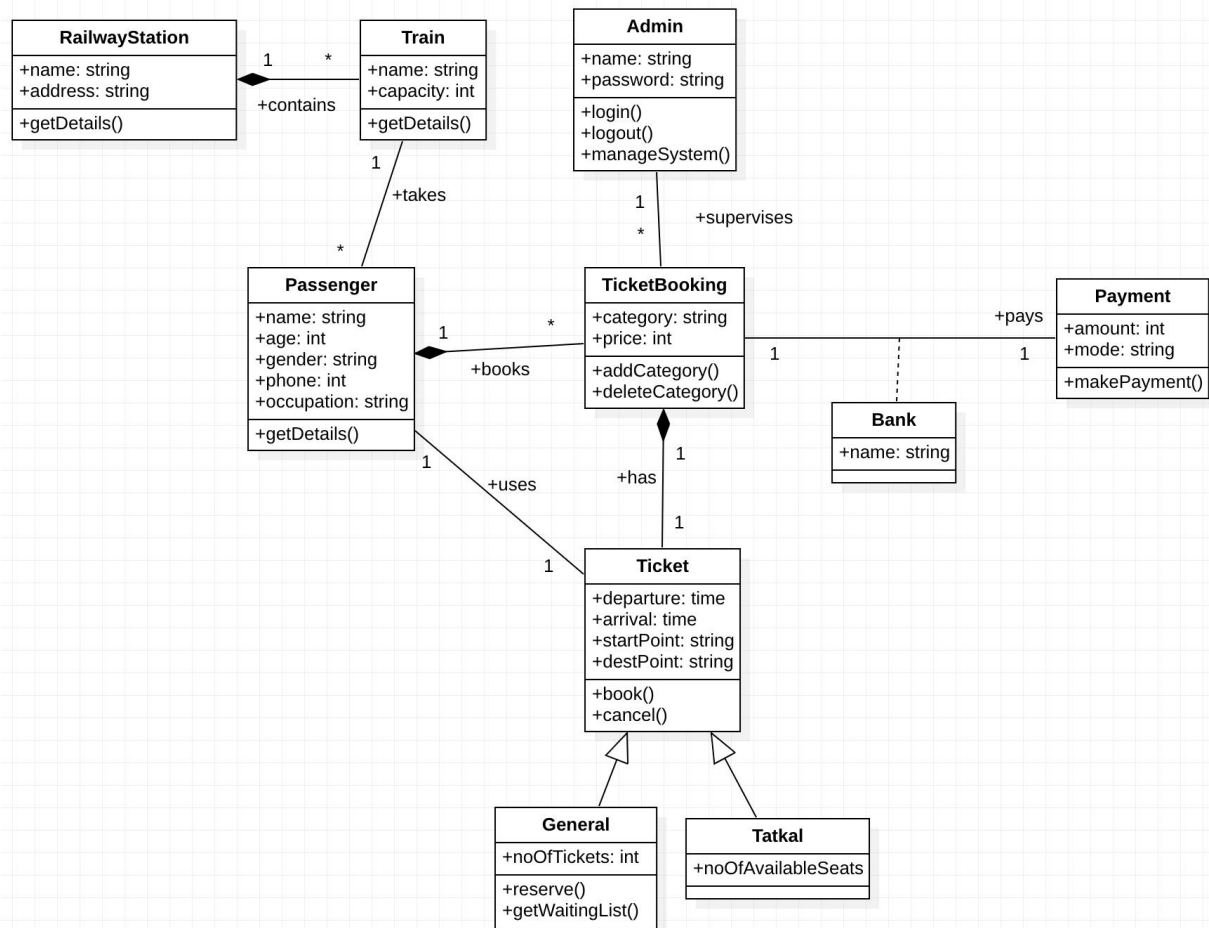 RailwayStation
+name: string
+address: string
+getDetails()
1
*
+contains
Train
+name: string
+capacity: int
+getDetails()
Admin
+name: string
+password: string
+login()
+logout()
+manageSystem()
1
+takes
*
1
+supervises
*
Passenger
+name: string
+age: int
+gender: string
+phone: int
+occupation: string
+getDetails()
1
*
+books
TicketBooking
+category: string
+price: int
+addCategory()
+deleteCategory()
+pays
1
1
Payment
+amount: int
+mode: string
+makePayment()
Bank
+name: string
1
+uses
1
1
+has
1
Ticket
+departure: time
+arrival: time
+startPoint: string
+destPoint: string
+book()
+cancel()
General
+noOfTickets: int
+reserve()
+getWaitingList()
Tatkal
+noOfAvailableSeats